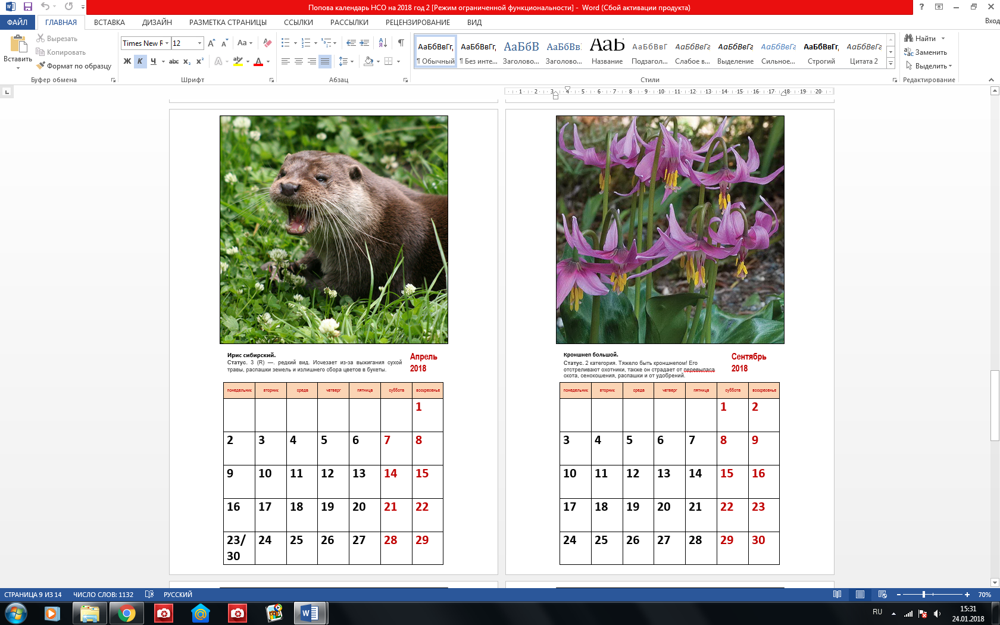 Попова календарь НСО на 2018 год 2 [Режим ограниченной функциональности] - Word (Сбой активации продукта)
ФАЙЛ ГЛАВНАЯ ВСТАВКА ДИЗАЙН РАЗМЕТКА СТРАНИЦЫ ССЫЛКИ РАССЫЛКИ РЕЦЕНЗИРОВАНИЕ ВИД Вход
Вставить
Вырезать
Копировать
Формат по образцу
Буфер обмена
Times New R 12
Ж К Ч abc x₂ x²
Шрифт
Абзац
АаБбВвГг, АаБбВвГг, АаБбВ АаБбВв: АаБ АаБбВвГ АаБбВвГг АаБбВвГг АаБбВвГг АаБбВвГг, АаБбВвГг
¶ Обычный ¶ Без инте... Заголово... Заголово... Название Подзагол... Слабое в... Выделение Сильное... Строгий Цитата 2
Стили
Найти
Заменить
Выделить
Редактирование
1 2 3 4 5 6 7 8 9 10 11 12 13 14 15 16 17 18 19 20
Ирис сибирский.
Статус. 3 (R) —. редкий вид. Исчезает из-за выжигания сухой
травы, распашки земель и излишнего сбора цветов в букеты.
Апрель
2018
понедельник вторник среда четверг пятница суббота воскресенье
1
2 3 4 5 6 7 8
9 10 11 12 13 14 15
16 17 18 19 20 21 22
23/ 24 25 26 27 28 29
30
Кроншнеп большой.
Статус. 2 категория. Тяжело быть кроншнепом! Его
отстреливают охотники, также он страдает от перевыпаса
скота, сенокошения, распашки и от удобрений.
Сентябрь
2018
понедельник вторник среда четверг пятница суббота воскресенье
1 2
3 4 5 6 7 8 9
10 11 12 13 14 15 16
17 18 19 20 21 22 23
24 25 26 27 28 29 30
СТРАНИЦА 9 ИЗ 14 ЧИСЛО СЛОВ: 1132 РУССКИЙ 70%
RU
15:31
24.01.2018